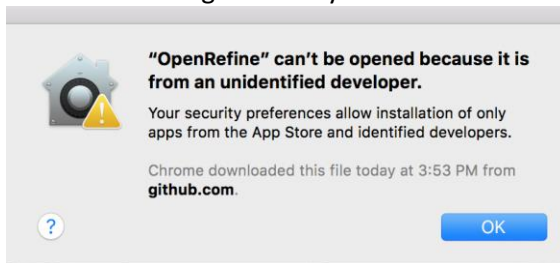 “OpenRefine” can’t be opened because it is
from an unidentified developer.
Your security preferences allow installation of only
apps from the App Store and identified developers.
Chrome downloaded this file today at 3:53 PM from
github.com.
?
OK